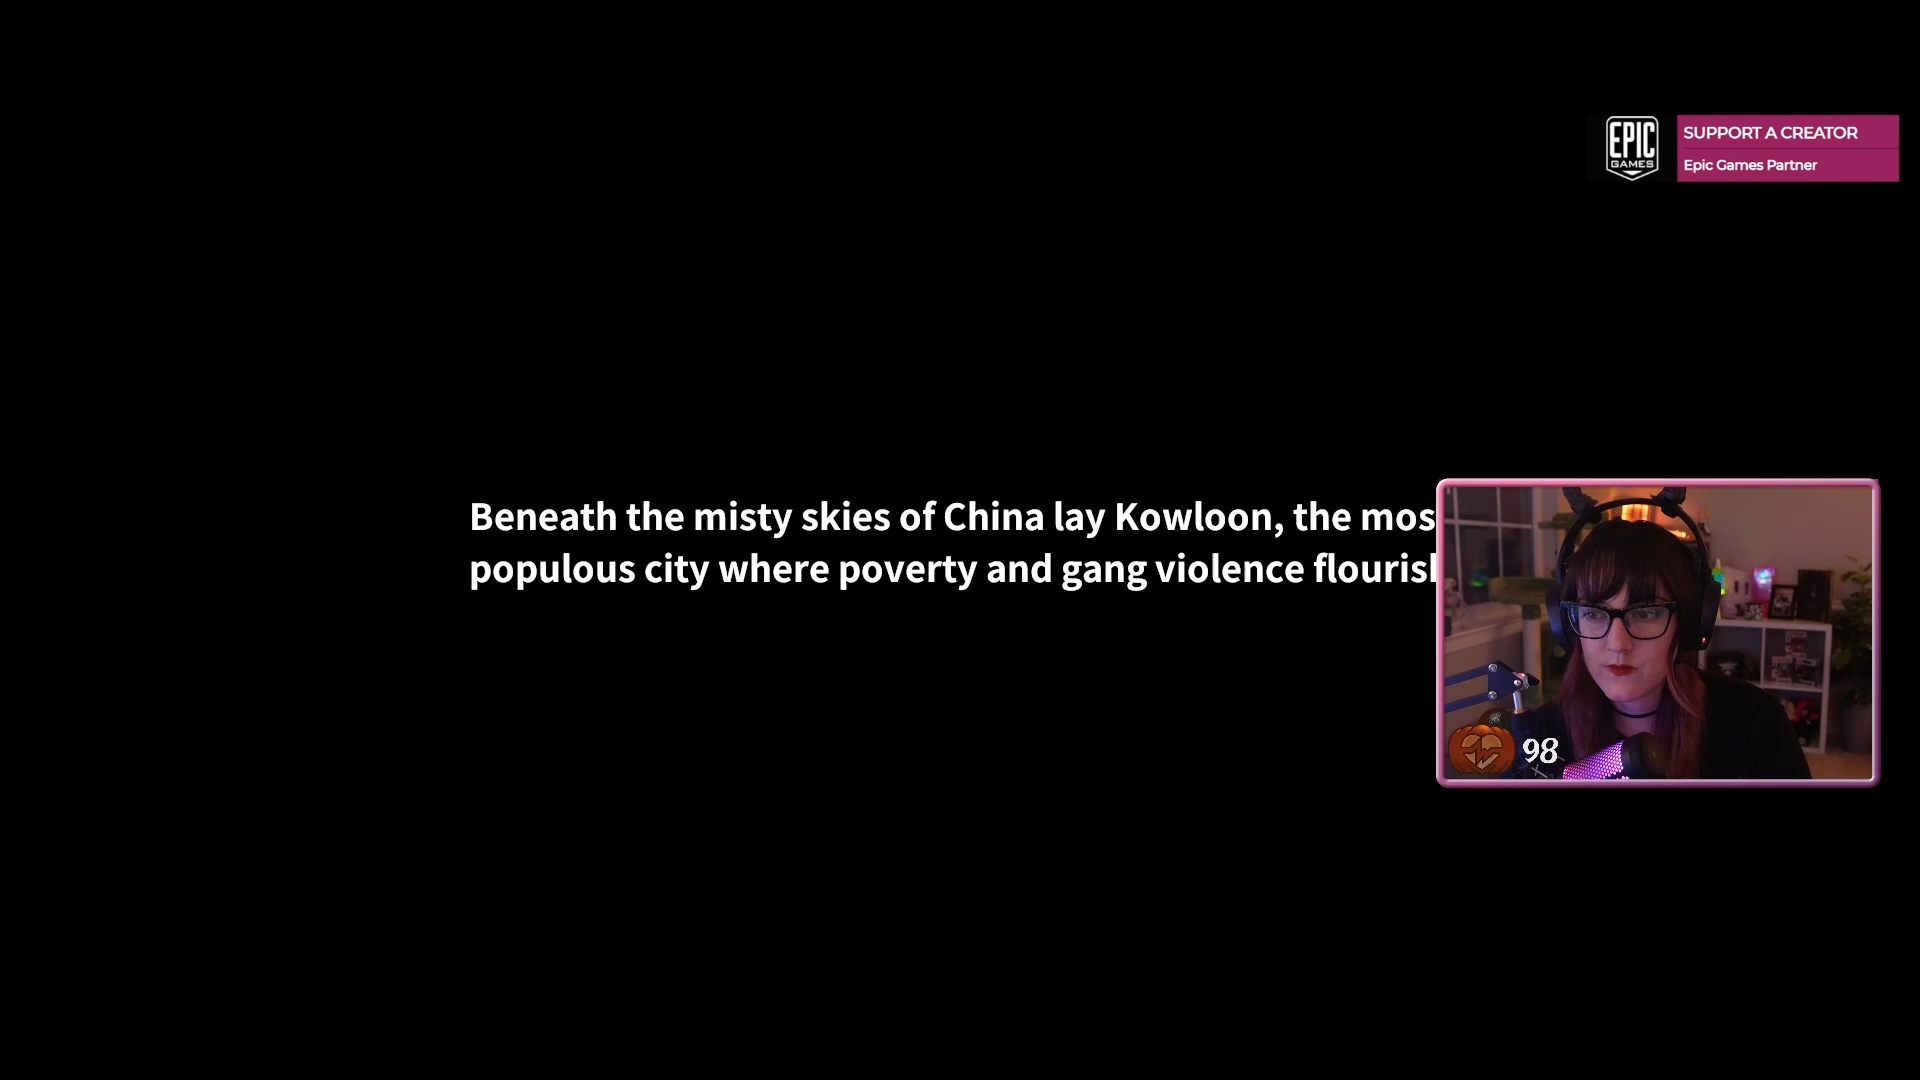 EPIC
GAMES
SUPPORT A CREATOR
Epic Games Partner
Beneath the misty skies of China lay Kowloon, the mos
populous city where poverty and gang violence flouris
98